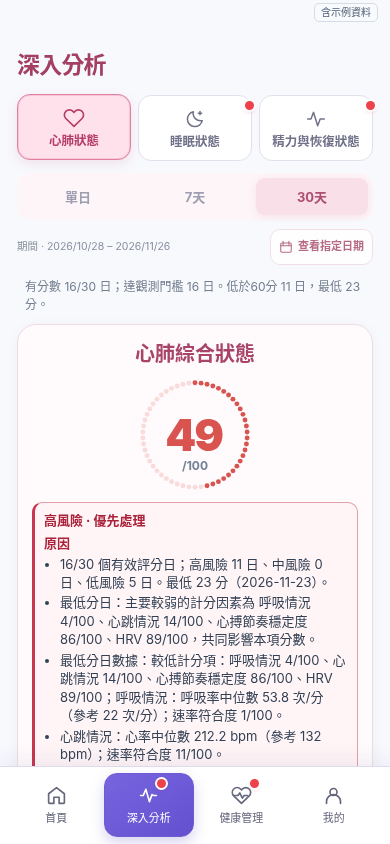 含示例資料
深入分析
心肺狀態
睡眠狀態
精力與恢復狀態
單日
7天
30天
期間 · 2026/10/28 – 2026/11/26
查看指定日期
有分數 16/30 日；達觀測門檻 16 日。低於60分 11 日，最低 23
分。
心肺綜合狀態
49
/100
高風險 · 優先處理
原因
• 16/30 個有效評分日；高風險 11 日、中風險 0
日、低風險 5 日。最低 23 分（2026-11-23）。
• 最低分日：主要較弱的計分因素為 呼吸情況
4/100、心跳情況 14/100、心搏節奏穩定度
86/100、HRV 89/100，共同影響本項分數。
• 最低分日數據：較低計分項：呼吸情況 4/100、心
跳情況 14/100、心搏節奏穩定度 86/100、HRV
89/100；呼吸情況：呼吸率中位數 53.8 次/分
（參考 22 次/分）；速率符合度 1/100。
• 心跳情況：心率中位數 212.2 bpm（參考 132
bpm）；速率符合度 11/100。
首頁
深入分析
健康管理
我的